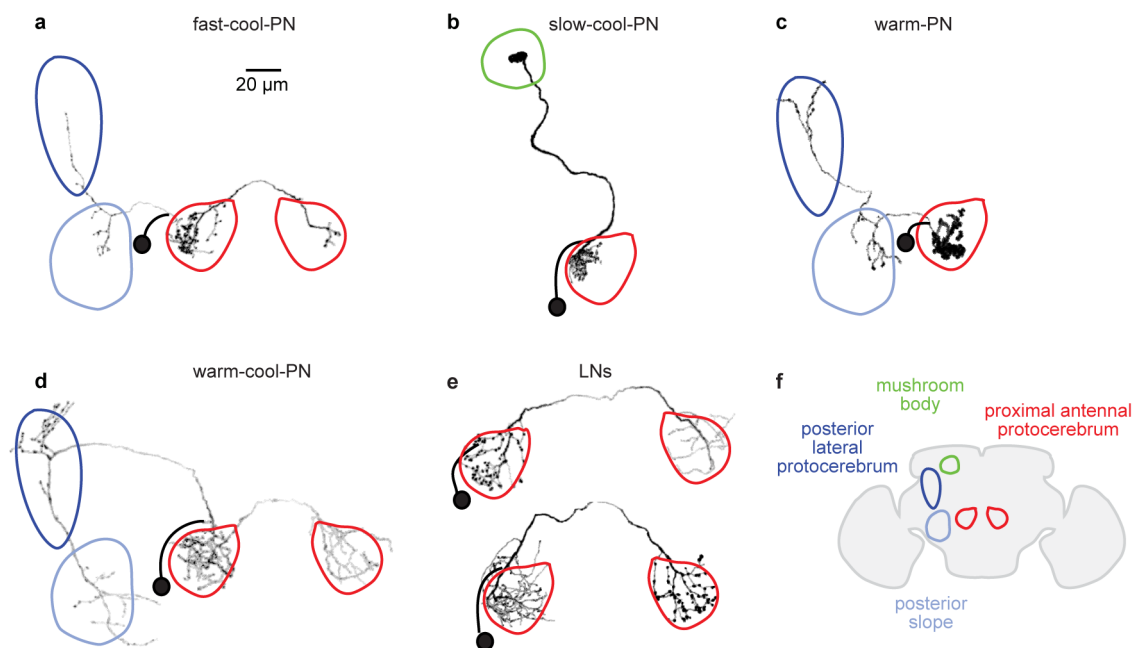 a
fast-cool-PN
20 µm
b
slow-cool-PN
c
warm-PN
d
warm-cool-PN
e
LNs
f
mushroom
body
proximal antennal
protocerebrum
posterior
lateral
protocerebrum
posterior
slope